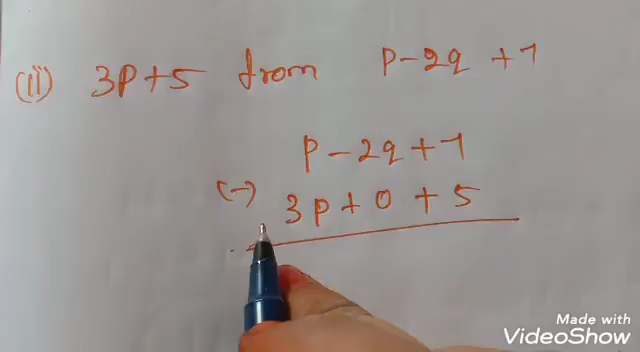 (ii) 3p+5 from p-2q +7
p-2q+7
(-) 3p+0+5
Made with
VideoShow